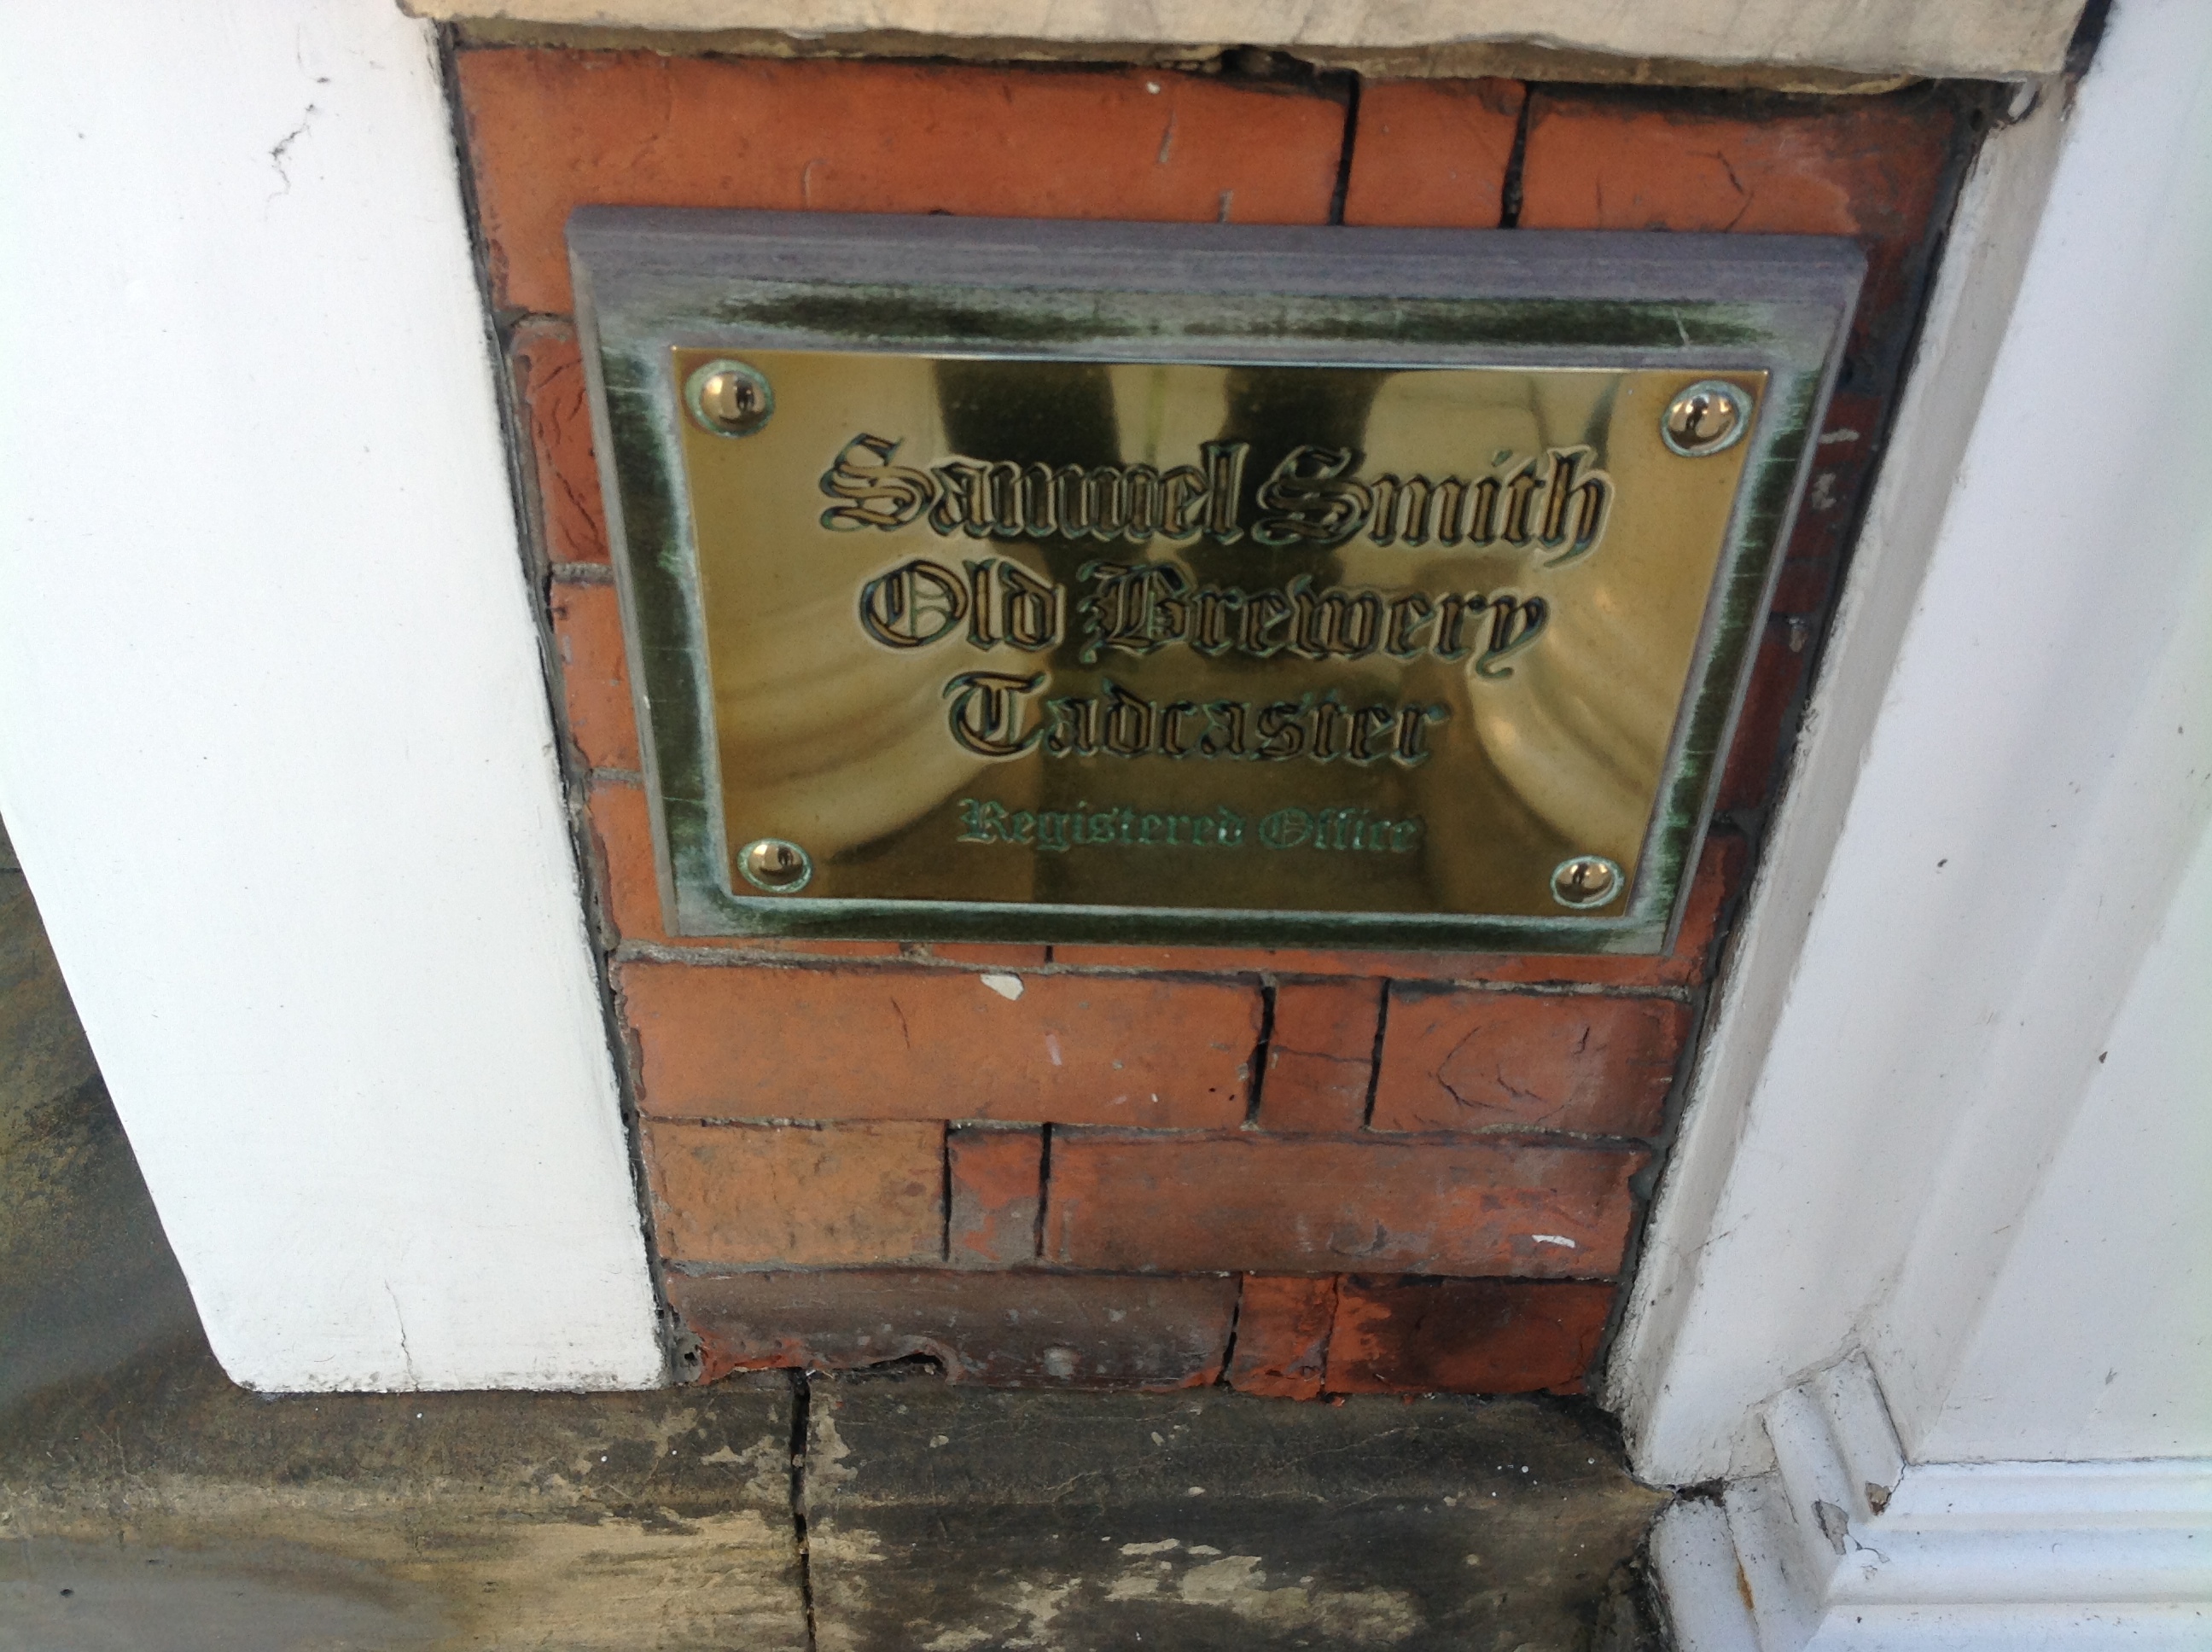 Samuel Smith
Old Brewery
Tadcaster
Registered Office